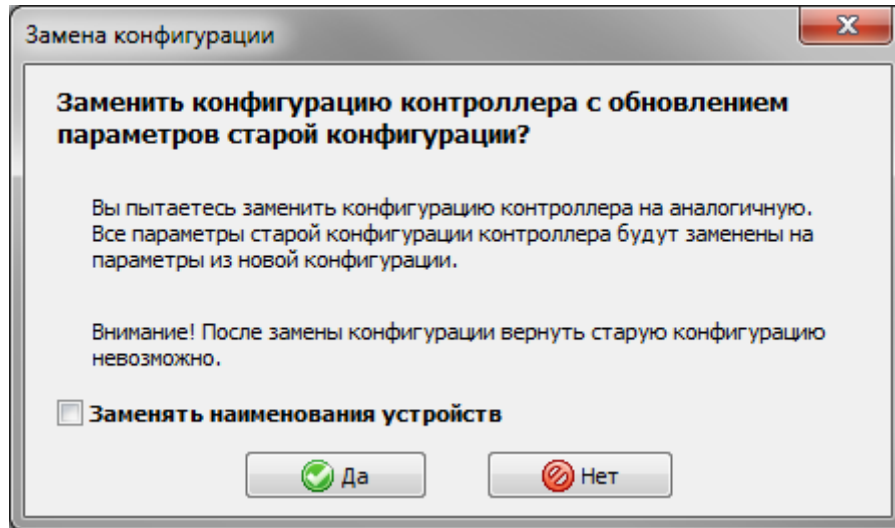 Замена конфигурации
Заменить конфигурацию контроллера с обновлением
параметров старой конфигурации?
Вы пытаетесь заменить конфигурацию контроллера на аналогичную.
Все параметры старой конфигурации контроллера будут заменены на
параметры из новой конфигурации.
Внимание! После замены конфигурации вернуть старую конфигурацию
невозможно.
Заменять наименования устройств
Да
Нет